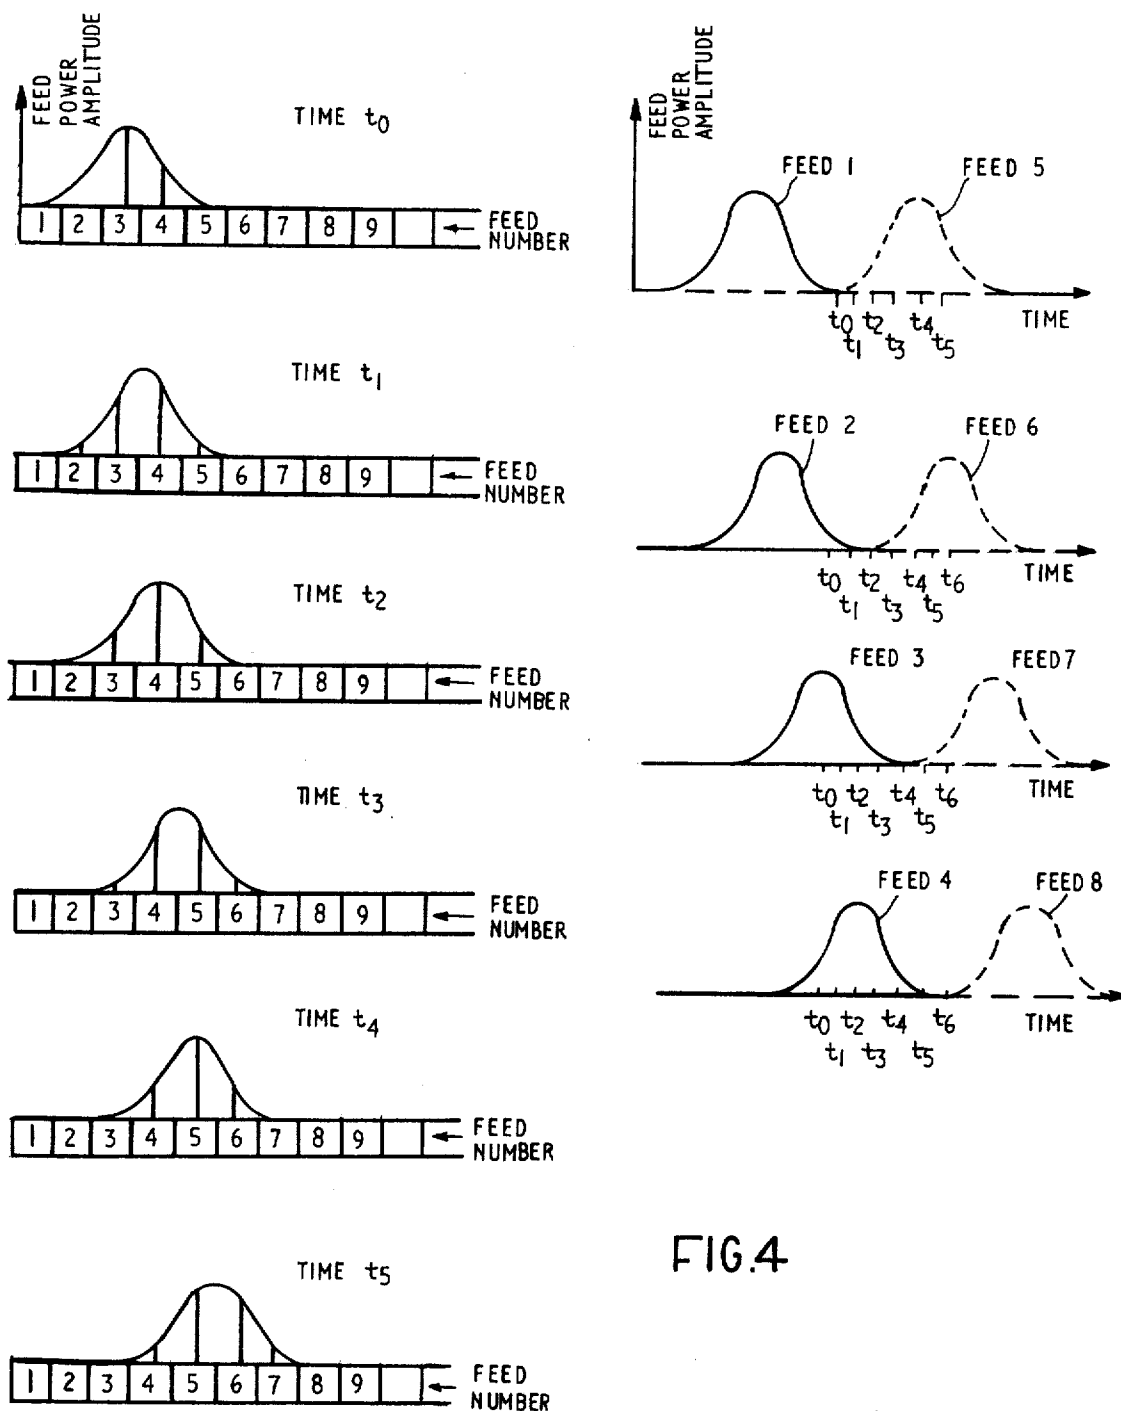 FEED
POWER
AMPLITUDE
TIME t0
1 2 3 4 5 6 7 8 9
FEED
NUMBER
TIME t1
1 2 3 4 5 6 7 8 9
FEED
NUMBER
TIME t2
1 2 3 4 5 6 7 8 9
FEED
NUMBER
TIME t3
1 2 3 4 5 6 7 8 9
FEED
NUMBER
TIME t4
1 2 3 4 5 6 7 8 9
FEED
NUMBER
TIME t5
1 2 3 4 5 6 7 8 9
FEED
NUMBER
FEED
POWER
AMPLITUDE
FEED 1 FEED 5
t0 t2 t4 TIME
t1 t3 t5
FEED 2 FEED 6
t0 t2 t4 t6 TIME
t1 t3 t5
FEED 3 FEED7
t0 t2 t4 t6 TIME
t1 t3 t5
FEED 4 FEED8
t0 t2 t4 t6 TIME
t1 t3 t5
FIG.4